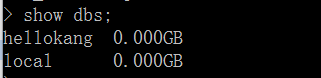 > show dbs;
hellokang  0.000GB
local      0.000GB